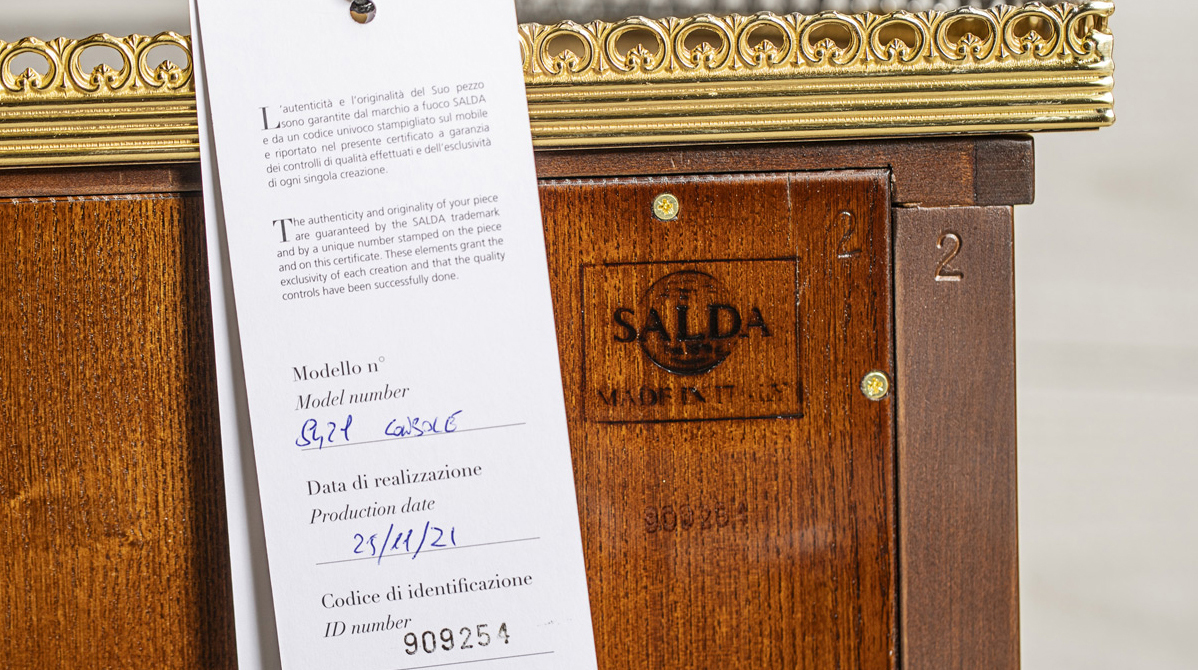 L'autenticità e l'originalità del Suo pezzo
sono garantite dal marchio a fuoco SALDA
e da un codice univoco stampigliato sul mobile
e riportato nel presente certificato a garanzia
dei controlli di qualità effettuati e dell'esclusività
di ogni singola creazione.
The authenticity and originality of your piece
are guaranteed by the SALDA trademark
and by a unique number stamped on the piece
and on this certificate. These elements grant the
exclusivity of each creation and that the quality
controls have been successfully done.
Modello n°
Model number
CONSOLE
Data di realizzazione
Production date
25/11/21
Codice di identificazione
ID number
909254
SALDA
MADE IN ITALY
909254
2
2